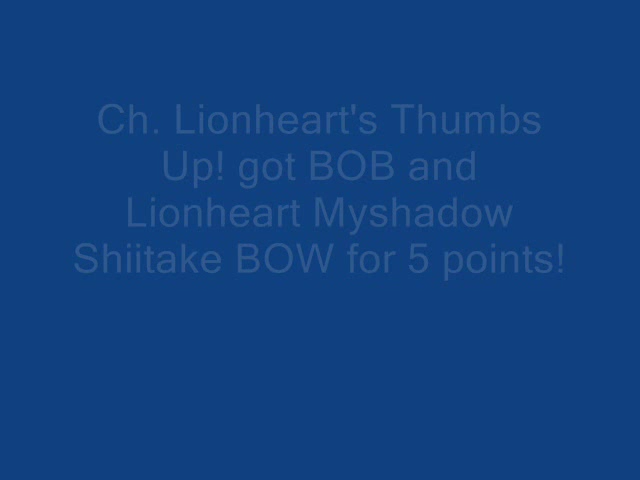 Ch. Lionheart's Thumbs
Up! got BOB and
Lionheart Myshadow
Shiitake BOW for 5 points!